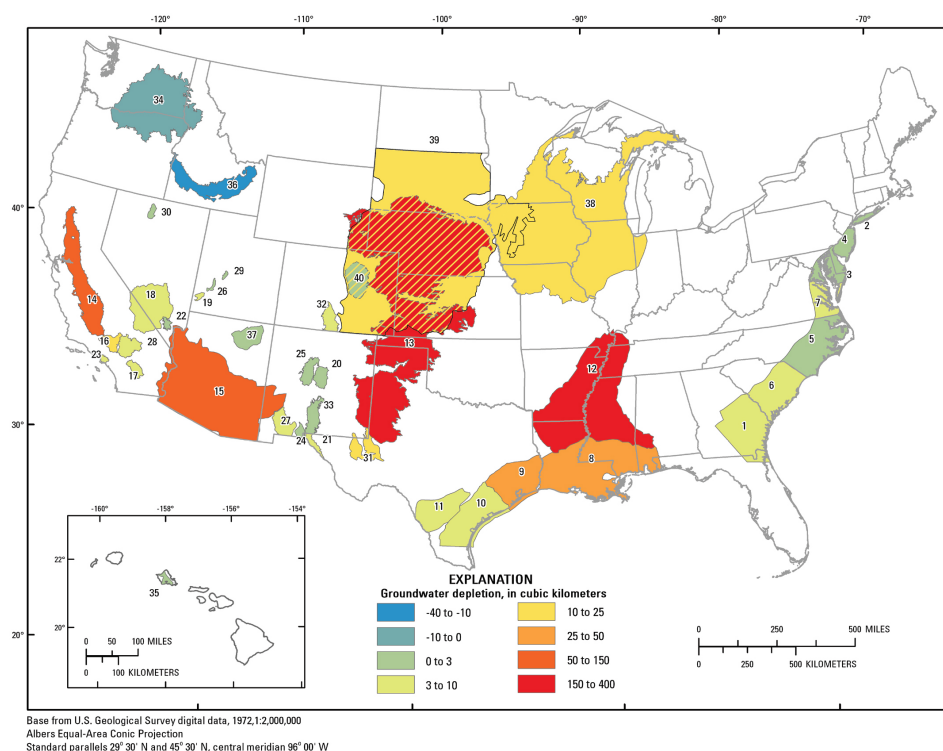 -120° -110° -100° -90° -80° -70°
34
39
36
38
40°
30
2
4
29
3
40
26
18
14
19
32
7
22
37
5
13
16
28
25
20
12
23
17
6
15
33
27
1
30°
24
21
31
8
9
11
10
-160° -158° -156° -154°
22°
35
20°
0 50 100 MILES
0 100 KILOMETERS
20°
EXPLANATION
Groundwater depletion, in cubic kilometers
-40 to -10
10 to 25
-10 to 0
25 to 50
0 to 3
50 to 150
3 to 10
150 to 400
0 250 500 MILES
0 250 500 KILOMETERS
Base from U.S. Geological Survey digital data, 1972,1:2,000,000
Albers Equal-Area Conic Projection
Standard parallels 29° 30' N and 45° 30' N, central meridian 96° 00' W